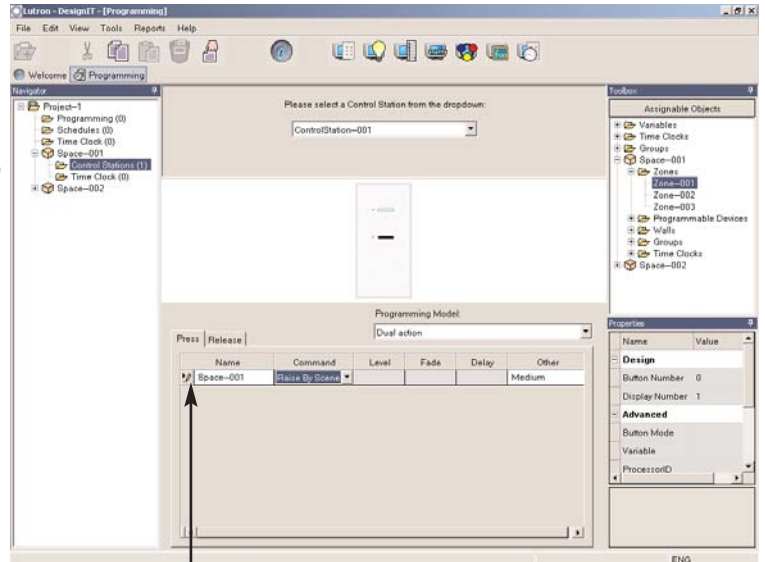 Lutron - DesignIT - [Programming]
File Edit View Tools Reports Help
Welcome Programming
Navigator
Project-1
Programming (0)
Schedules (0)
Time Clock (0)
Space-001
Control Stations (1)
Time Clock (0)
Space-002
Please select a Control Station from the dropdown:
ControlStation-001
Programming Model:
Dual action
Press Release
Name Command Level Fade Delay Other
Space-001 Raise By Scene Medium
Toolbox
Assignable Objects
Variables
Time Clocks
Groups
Space-001
Zones
Zone-001
Zone-002
Zone-003
Programmable Devices
Walls
Groups
Time Clocks
Space-002
Properties
Name Value
Design
Button Number 0
Display Number 1
Advanced
Button Mode
Variable
ProcessorID
ENG